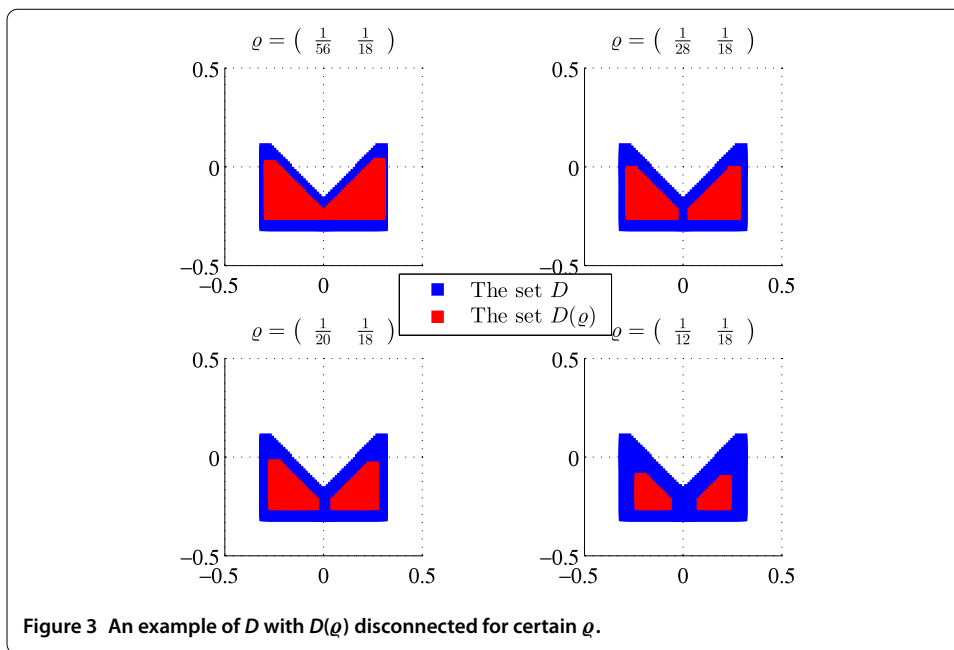 ϱ = ( 1/56 1/18 )
0.5
0
−0.5
−0.5 0 0.5
ϱ = ( 1/28 1/18 )
0.5
0
−0.5
−0.5 0 0.5
The set D
The set D(ϱ)
ϱ = ( 1/20 1/18 )
0.5
0
−0.5
−0.5 0 0.5
ϱ = ( 1/12 1/18 )
0.5
0
−0.5
−0.5 0 0.5
Figure 3 An example of D with D(ϱ) disconnected for certain ϱ.